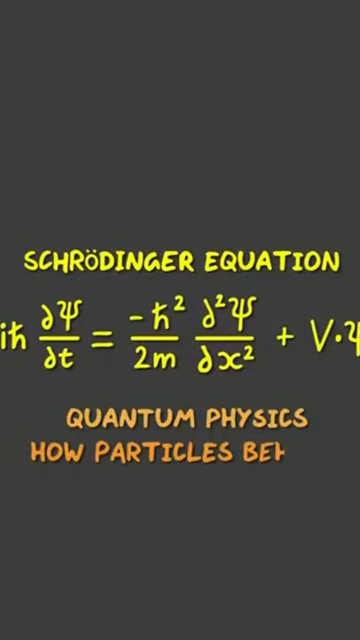 SCHRÖDINGER EQUATION
iħ ∂Ψ/∂t = -ħ²/2m ∂²Ψ/∂x² + V·Ψ
QUANTUM PHYSICS
HOW PARTICLES